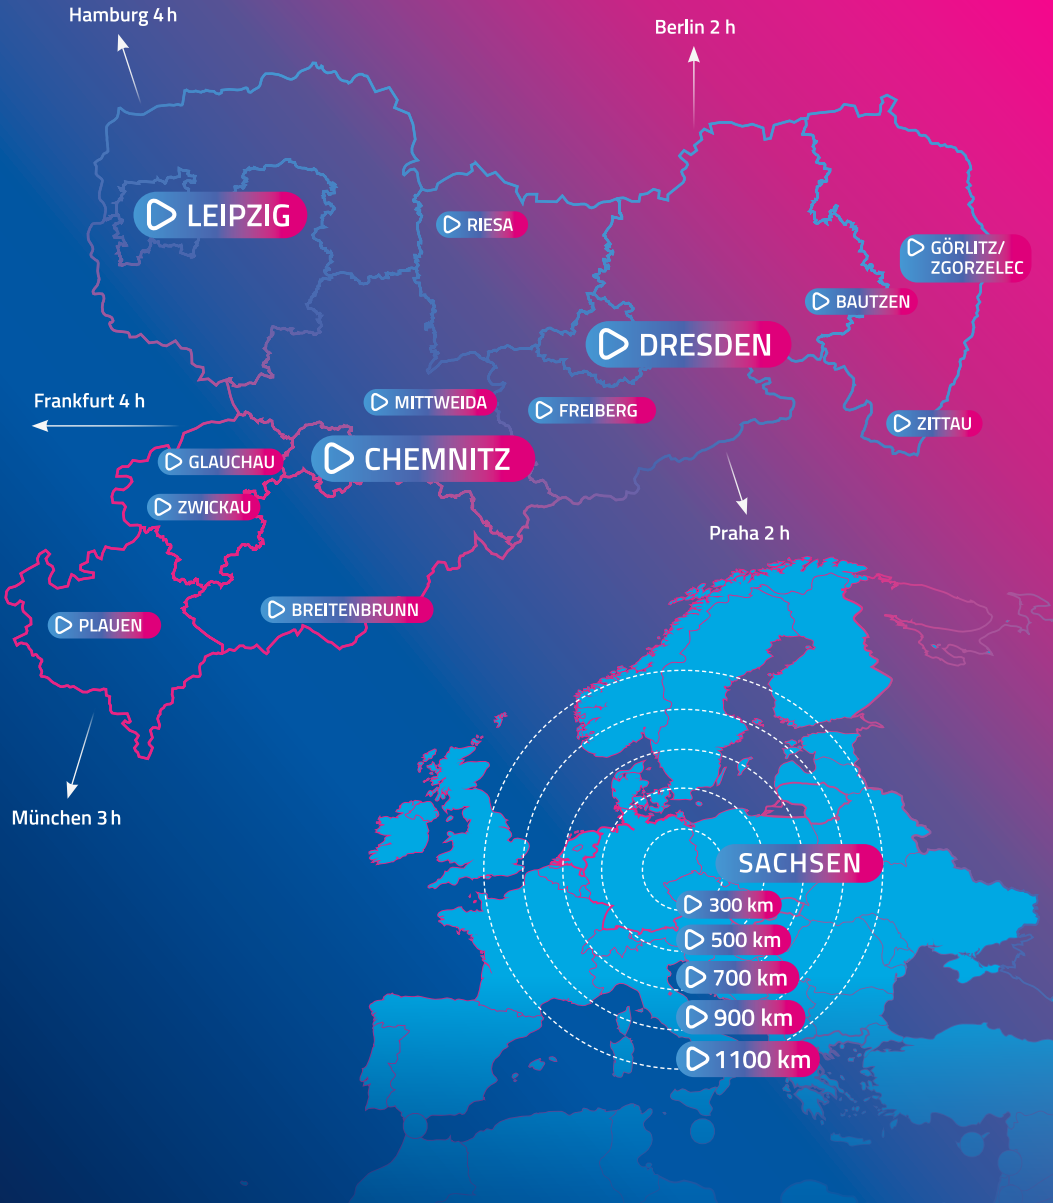 Hamburg 4 h
Berlin 2 h
LEIPZIG
RIESA
GÖRLITZ/
ZGORZELEC
BAUTZEN
DRESDEN
Frankfurt 4 h
MITTWEIDA
FREIBERG
ZITTAU
GLAUCHAU
CHEMNITZ
ZWICKAU
Praha 2 h
BREITENBRUNN
PLAUEN
München 3 h
SACHSEN
300 km
500 km
700 km
900 km
1100 km